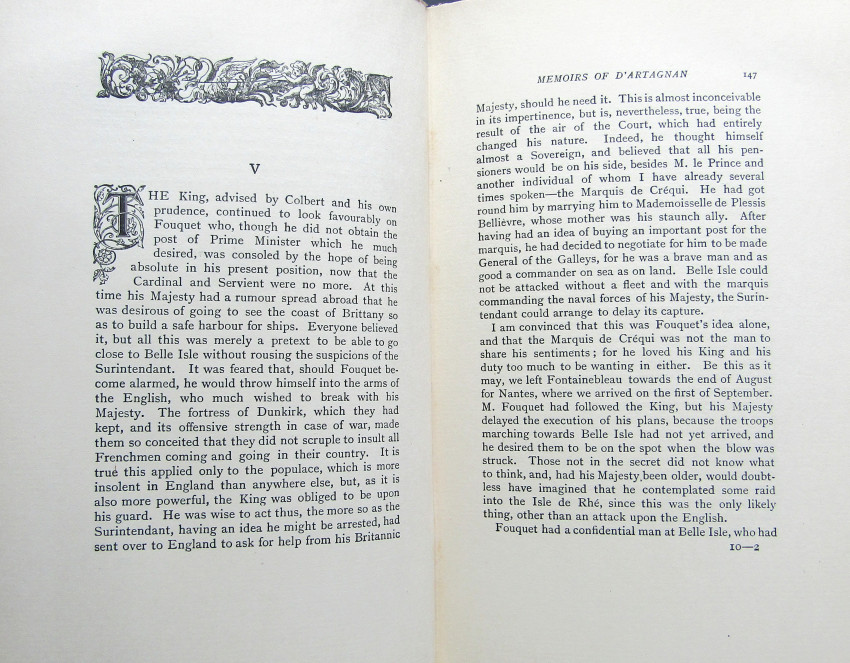 V
THE King, advised by Colbert and his own
prudence, continued to look favourably on
Fouquet who, though he did not obtain the
post of Prime Minister which he much
desired, was consoled by the hope of being
absolute in his present position, now that the
Cardinal and Servient were no more. At this
time his Majesty had a rumour spread abroad that he
was desirous of going to see the coast of Brittany so
as to build a safe harbour for ships. Everyone believed
it, but all this was merely a pretext to be able to go
close to Belle Isle without rousing the suspicions of the
Surintendant. It was feared that, should Fouquet be-
come alarmed, he would throw himself into the arms of
the English, who much wished to break with his
Majesty. The fortress of Dunkirk, which they had
kept, and its offensive strength in case of war, made
them so conceited that they did not scruple to insult all
Frenchmen coming and going in their country. It is
true this applied only to the populace, which is more
insolent in England than anywhere else, but, as it is
also more powerful, the King was obliged to be upon
his guard. He was wise to act thus, the more so as the
Surintendant, having an idea he might be arrested, had
sent over to England to ask for help from his Britannic
MEMOIRS OF D'ARTAGNAN 147
Majesty, should he need it. This is almost inconceivable
in its impertinence, but is, nevertheless, true, being the
result of the air of the Court, which had entirely
changed his nature. Indeed, he thought himself
almost a Sovereign, and believed that all his pen-
sioners would be on his side, besides M. le Prince and
another individual of whom I have already several
times spoken—the Marquis de Créqui. He had got
round him by marrying him to Mademoisselle de Plessis
Bellièvre, whose mother was his staunch ally. After
having had an idea of buying an important post for the
marquis, he had decided to negotiate for him to be made
General of the Galleys, for he was a brave man and as
good a commander on sea as on land. Belle Isle could
not be attacked without a fleet and with the marquis
commanding the naval forces of his Majesty, the Surin-
tendant could arrange to delay its capture.
I am convinced that this was Fouquet's idea alone,
and that the Marquis de Créqui was not the man to
share his sentiments; for he loved his King and his
duty too much to be wanting in either. Be this as it
may, we left Fontainebleau towards the end of August
for Nantes, where we arrived on the first of September.
M. Fouquet had followed the King, but his Majesty
delayed the execution of his plans, because the troops
marching towards Belle Isle had not yet arrived, and
he desired them to be on the spot when the blow was
struck. Those not in the secret did not know what
to think, and, had his Majesty been older, would doubt-
less have imagined that he contemplated some raid
into the Isle de Rhé, since this was the only likely
thing, other than an attack upon the English.
Fouquet had a confidential man at Belle Isle, who had
10—2